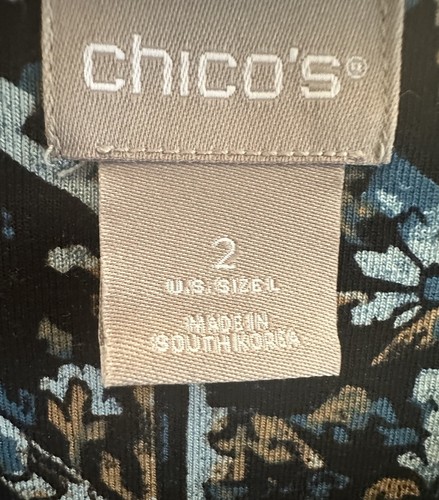 chico's®
2
U.S. SIZE L
MADE IN
SOUTH KOREA